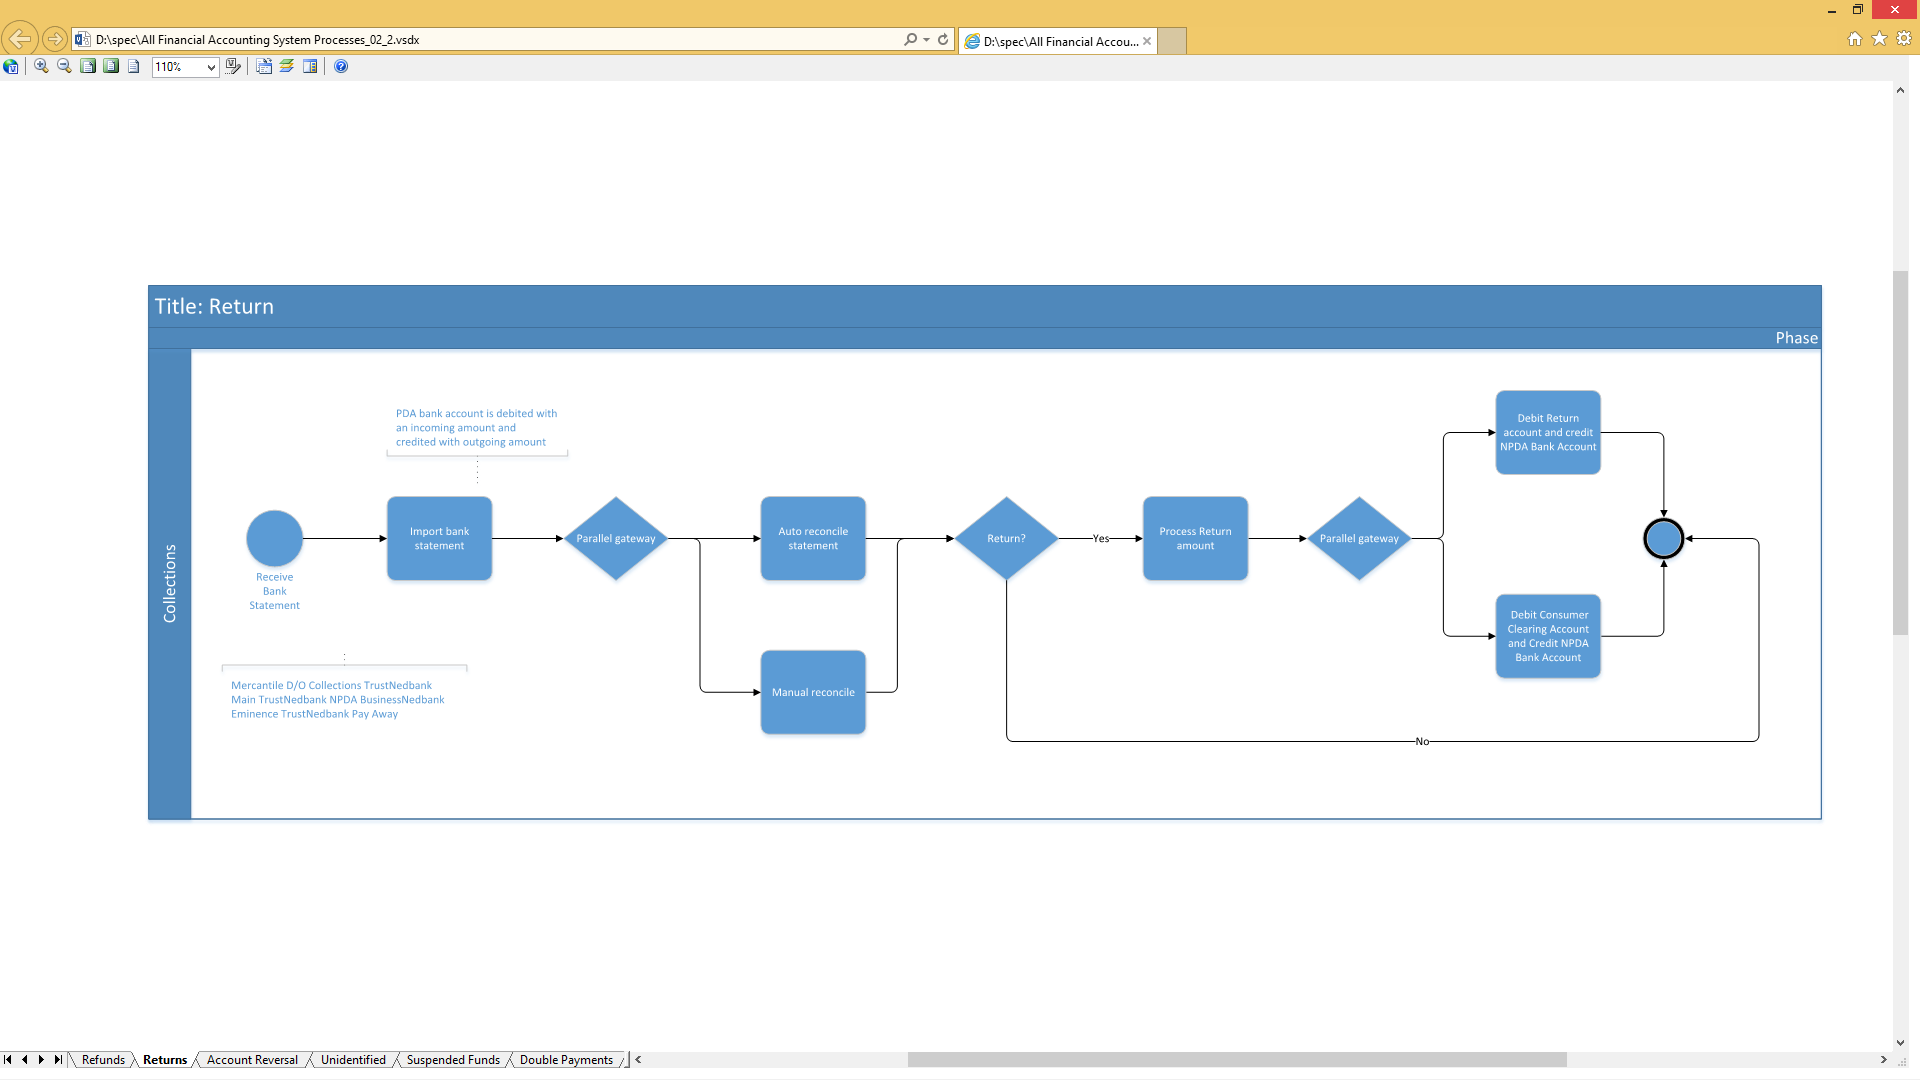 D:\spec\All Financial Accounting System Processes_02_2.vsdx
D:\spec\All Financial Accou...
110%
Title: Return
Phase
Collections
PDA bank account is debited with
an incoming amount and
credited with outgoing amount
Receive
Bank
Statement
Import bank
statement
Parallel gateway
Auto reconcile
statement
Manual reconcile
Return?
Yes
Process Return
amount
Parallel gateway
Debit Return
account and credit
NPDA Bank Account
Debit Consumer
Clearing Account
and Credit NPDA
Bank Account
No
Mercantile D/O Collections TrustNedbank
Main TrustNedbank NPDA BusinessNedbank
Eminence TrustNedbank Pay Away
Refunds
Returns
Account Reversal
Unidentified
Suspended Funds
Double Payments